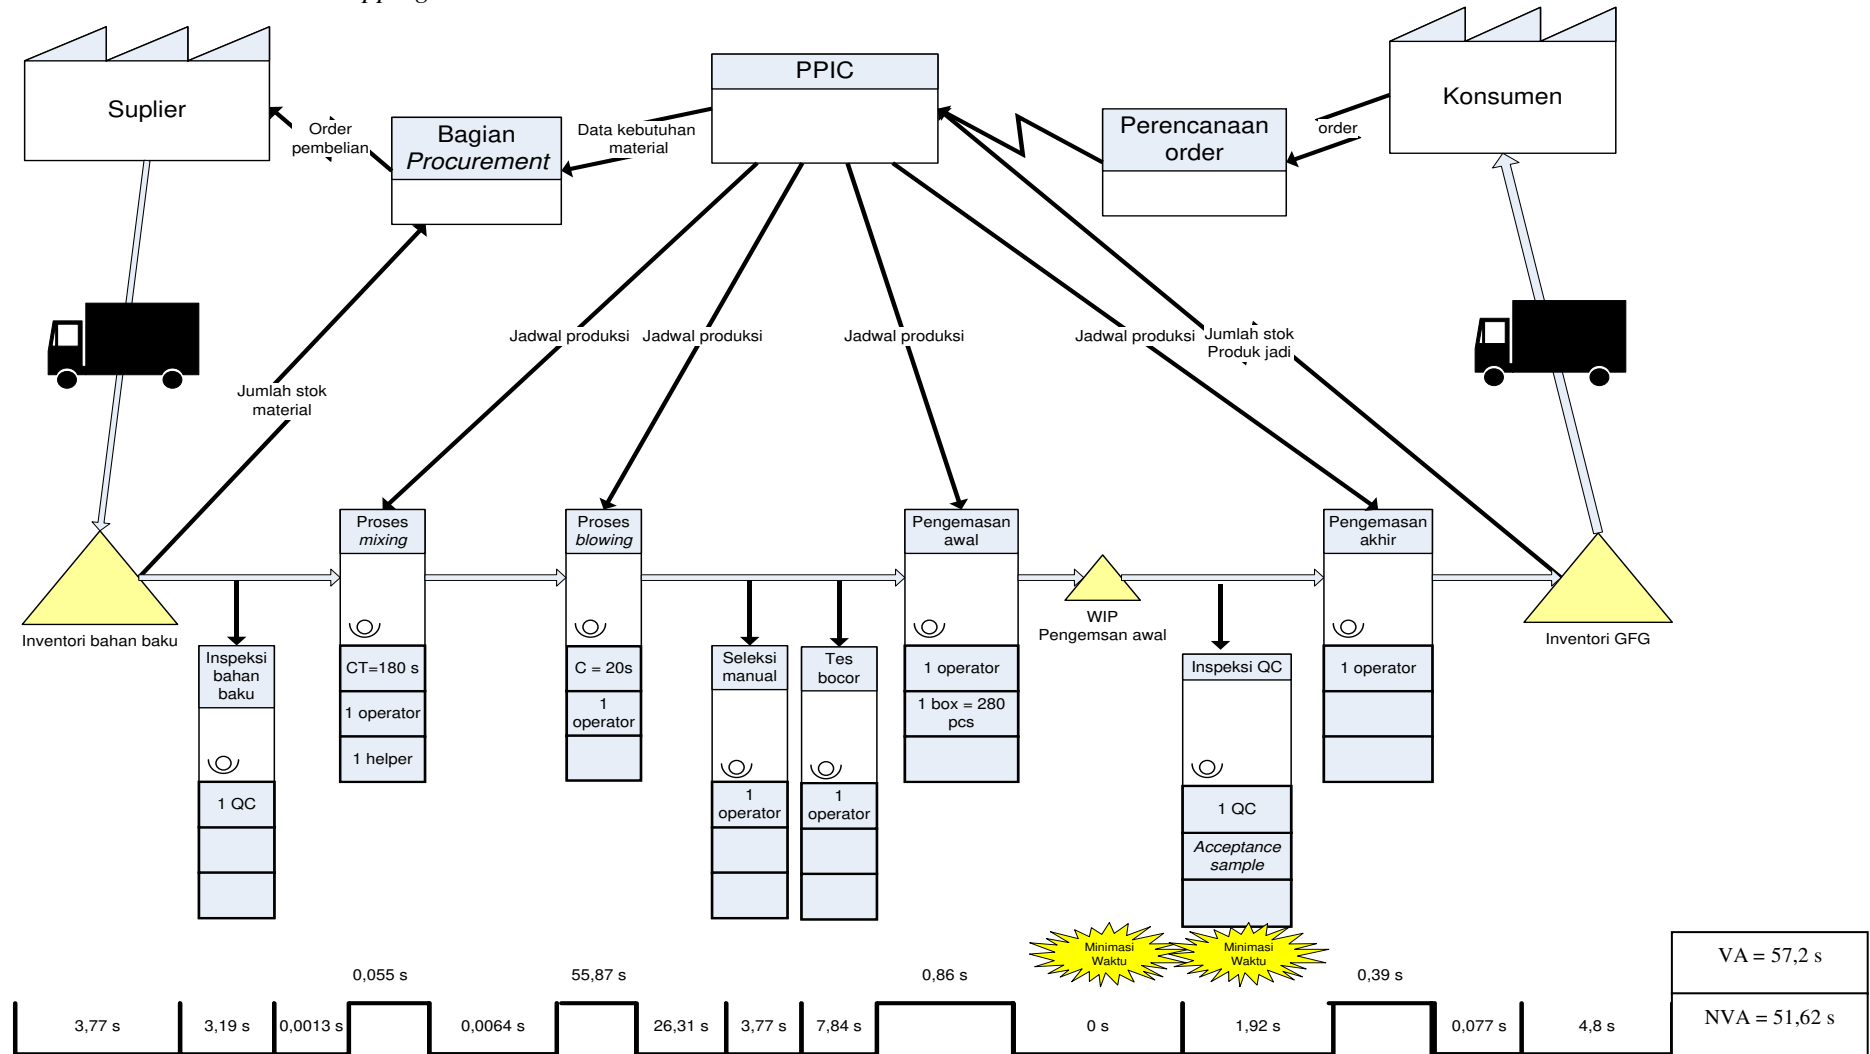 Suplier
Order
pembelian
Bagian
Procurement
Data kebutuhan
material
PPIC
Perencanaan
order
order
Konsumen
Jumlah stok
material
Jadwal produksi
Jadwal produksi
Jadwal produksi
Jadwal produksi
Jumlah stok
Produk jadi
Inventori bahan baku
Inspeksi
bahan
baku
1 QC
Proses
mixing
CT=180 s
1 operator
1 helper
Proses
blowing
C = 20s
1
operator
Seleksi
manual
1
operator
Tes
bocor
1
operator
Pengemasan
awal
1 operator
1 box = 280
pcs
WIP
Pengemsan awal
Inspeksi QC
1 QC
Acceptance
sample
Pengemasan
akhir
1 operator
Inventori GFG
Minimasi
Waktu
Minimasi
Waktu
0,055 s
55,87 s
0,86 s
0,39 s
VA = 57,2 s
3,77 s
3,19 s
0,0013 s
0,0064 s
26,31 s
3,77 s
7,84 s
0 s
1,92 s
0,077 s
4,8 s
NVA = 51,62 s